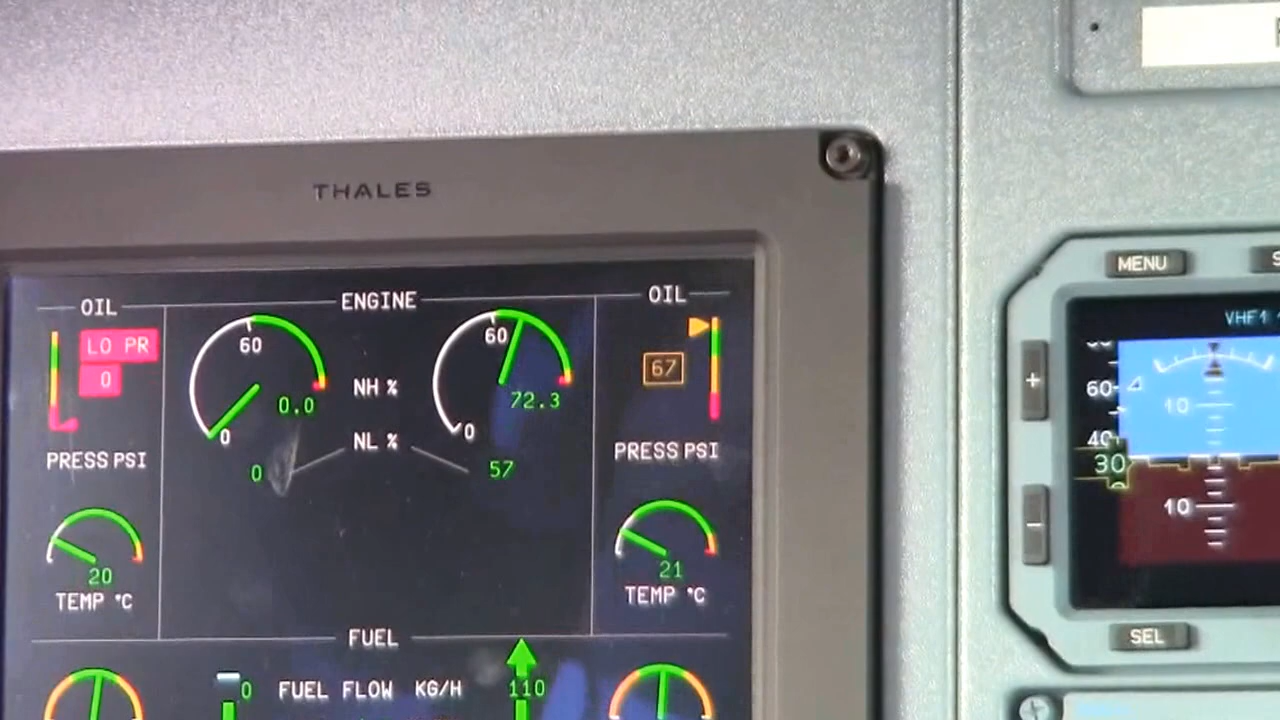 THALES
OIL
ENGINE
OIL
LO PR
0
60
0
0.0
NH %
60
0
72.3
67
NL %
0
57
PRESS PSI
PRESS PSI
20
TEMP °C
21
TEMP °C
FUEL
0
FUEL FLOW KG/H
110
MENU
VHF1
+
60
40
30
10
10
-
SEL